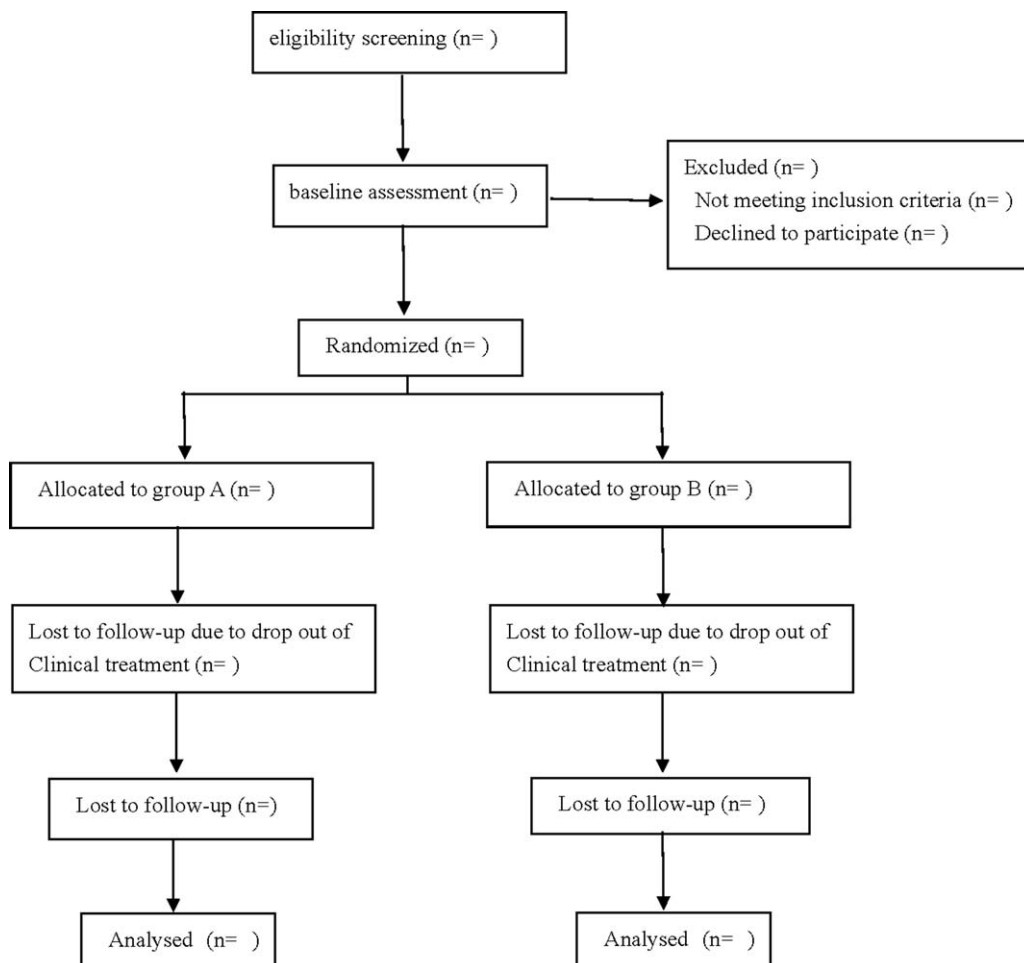 eligibility screening (n= )
baseline assessment (n= )
Excluded (n= )
Not meeting inclusion criteria (n= )
Declined to participate (n= )
Randomized (n= )
Allocated to group A (n= )
Allocated to group B (n= )
Lost to follow-up due to drop out of
Clinical treatment (n= )
Lost to follow-up due to drop out of
Clinical treatment (n= )
Lost to follow-up (n=)
Lost to follow-up (n= )
Analysed (n= )
Analysed (n= )